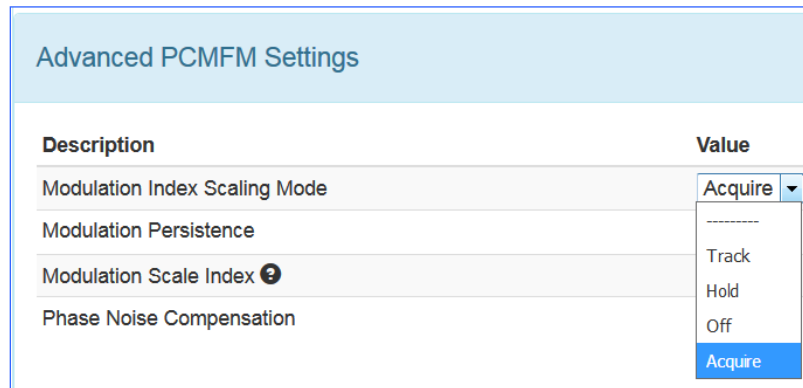 Advanced PCMFM Settings
Description Value
Modulation Index Scaling Mode Acquire
Modulation Persistence
Modulation Scale Index ?
Phase Noise Compensation
---------
Track
Hold
Off
Acquire